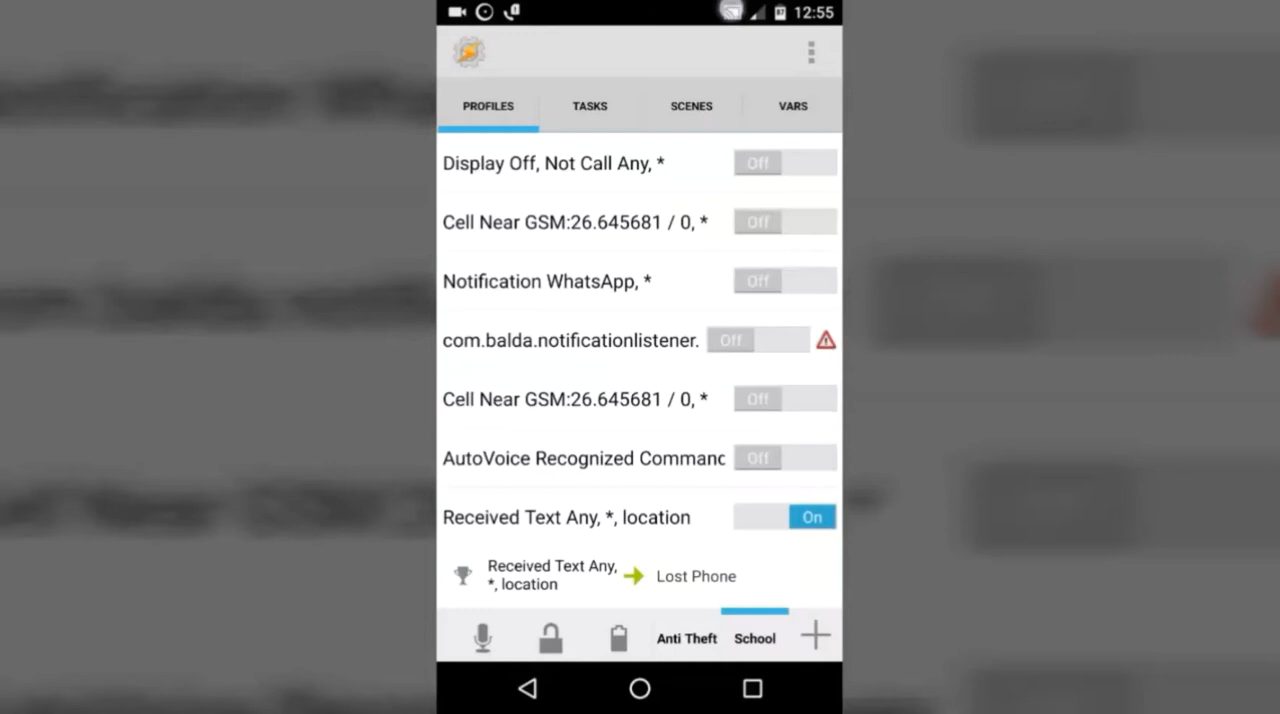 12:55
PROFILES TASKS SCENES VARS
Display Off, Not Call Any, * Off
Cell Near GSM:26.645681 / 0, * Off
Notification WhatsApp, * Off
com.balda.notificationlistener. Off
Cell Near GSM:26.645681 / 0, * Off
AutoVoice Recognized Commanc Off
Received Text Any, *, location On
Received Text Any,
*, location
Lost Phone
Anti Theft School